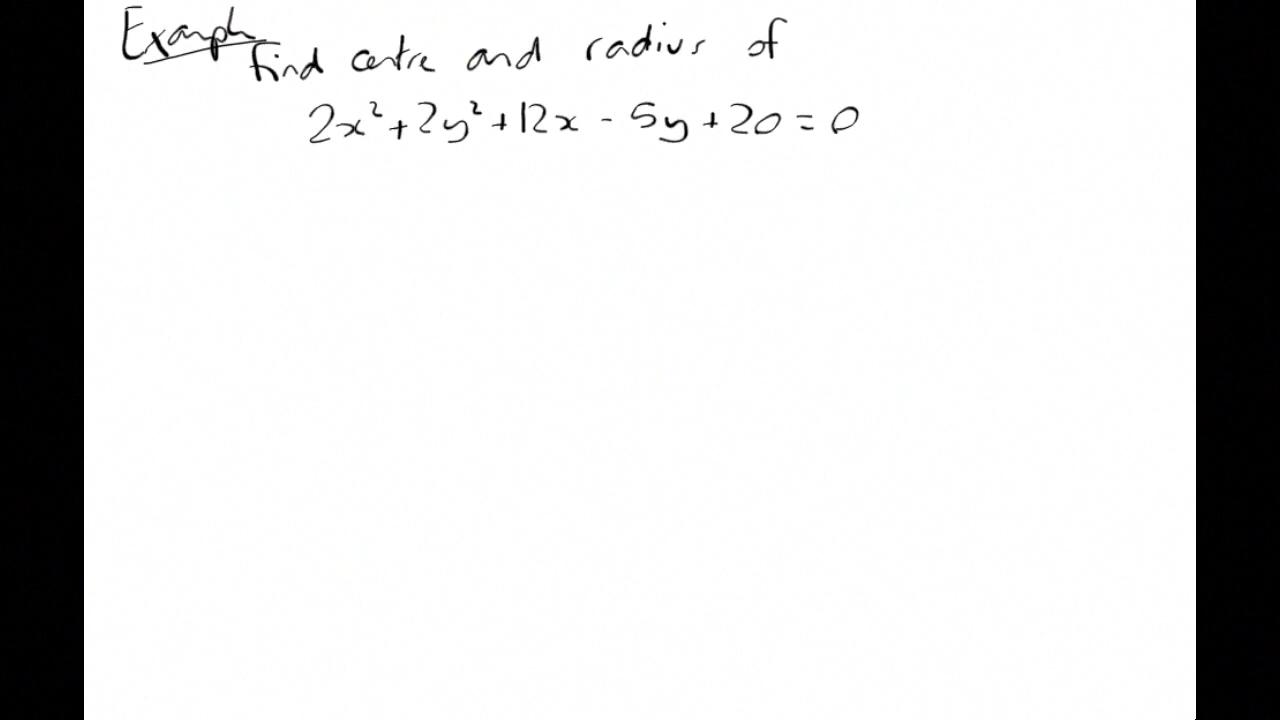 Example
find centre and radius of
2x² + 2y² + 12x - 5y + 20 = 0